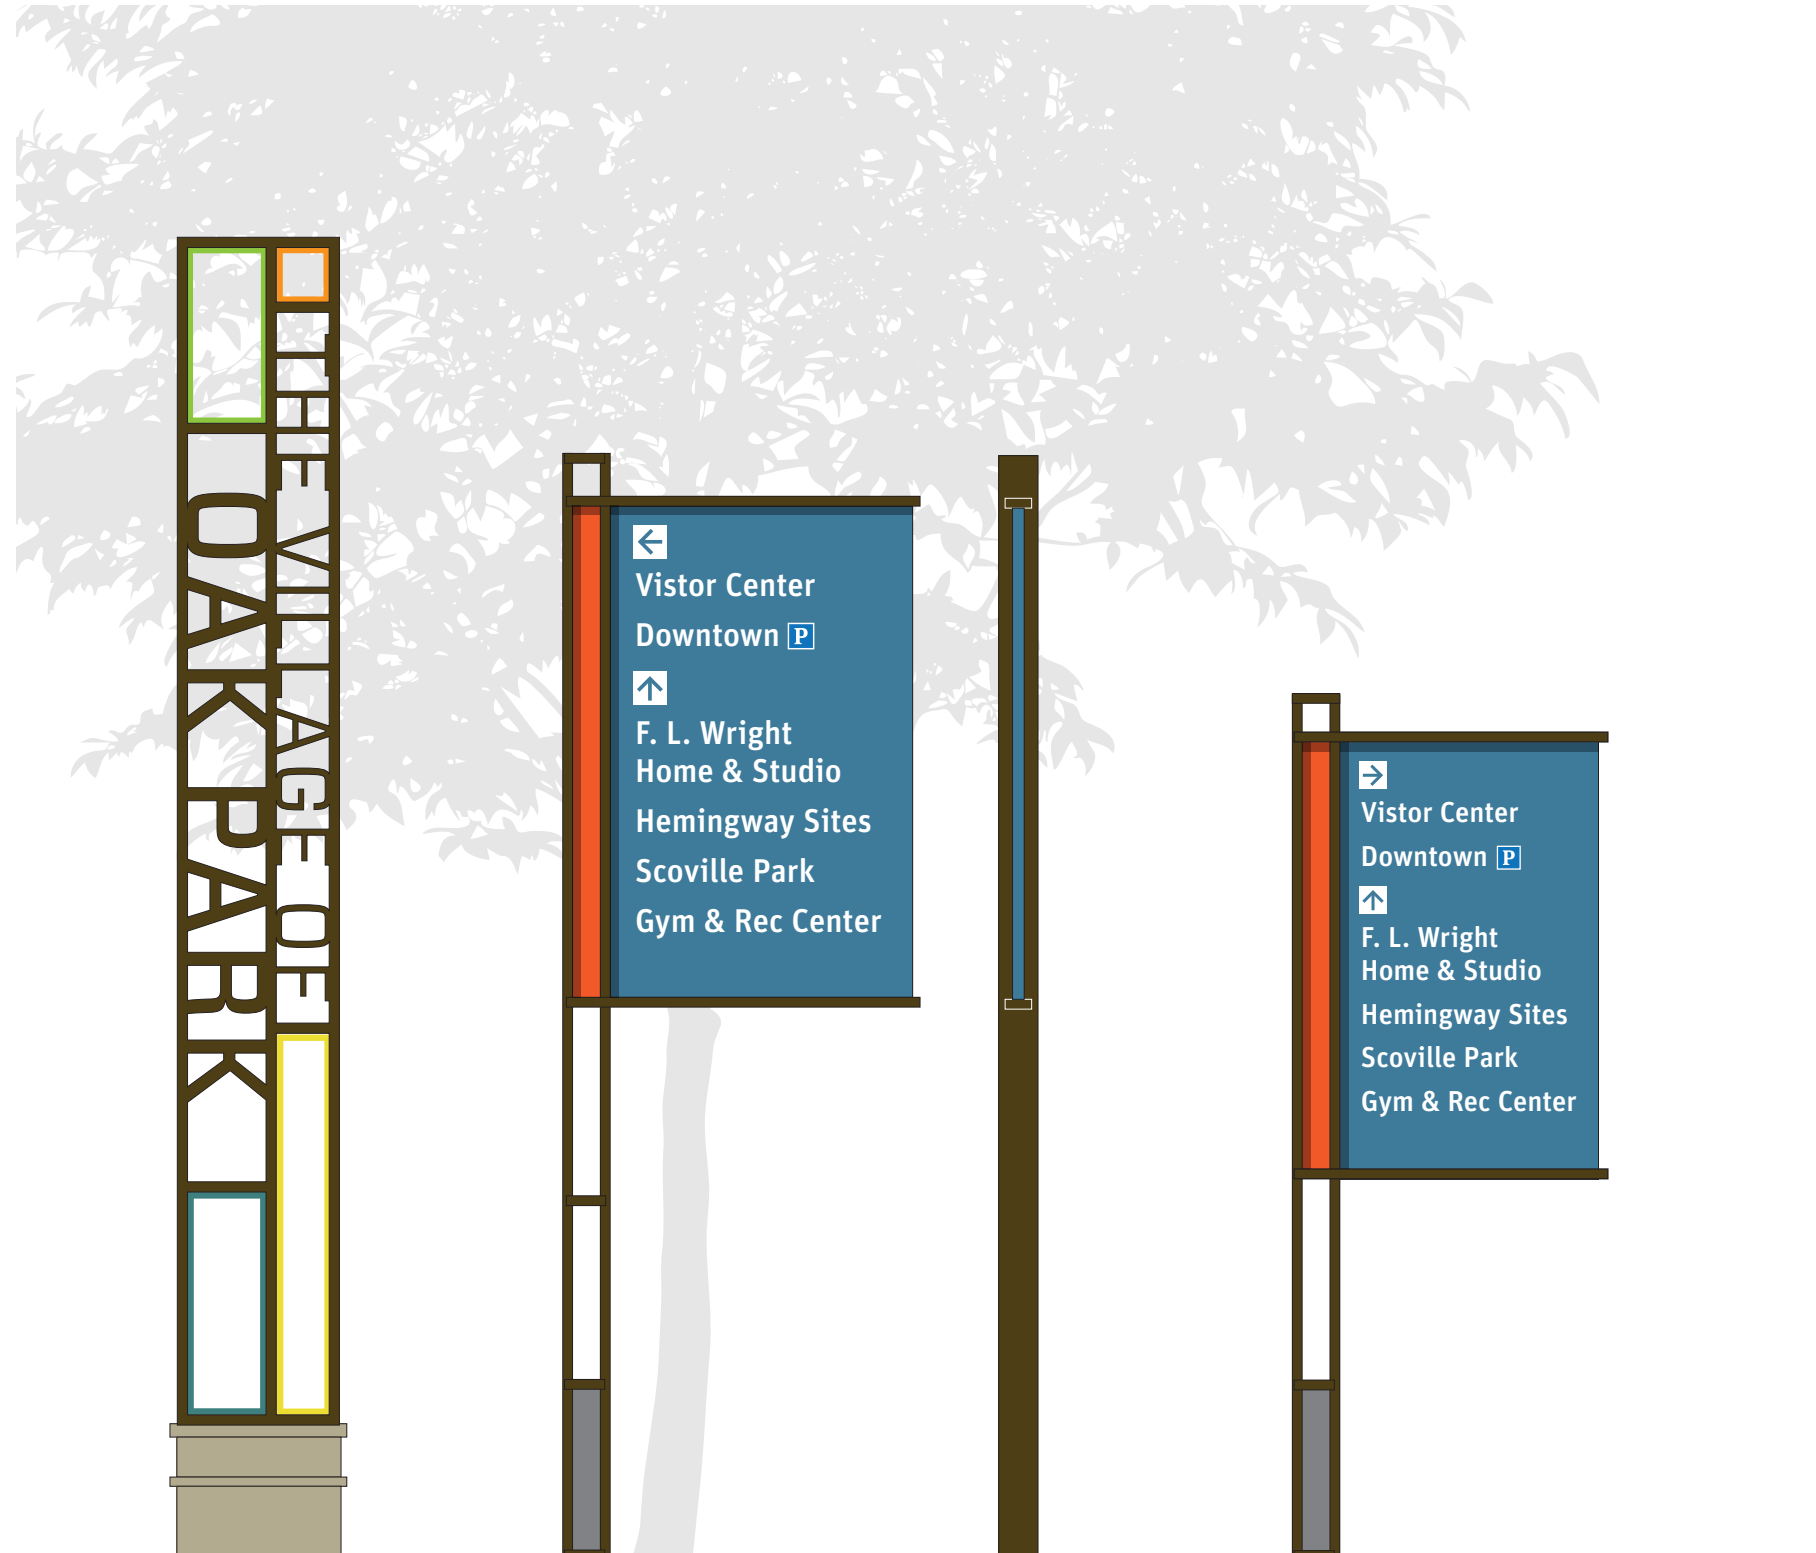 THE VILLAGE OF
OAK PARK
←
Vistor Center
Downtown P
↑
F. L. Wright
Home & Studio
Hemingway Sites
Scoville Park
Gym & Rec Center
→
Vistor Center
Downtown P
↑
F. L. Wright
Home & Studio
Hemingway Sites
Scoville Park
Gym & Rec Center